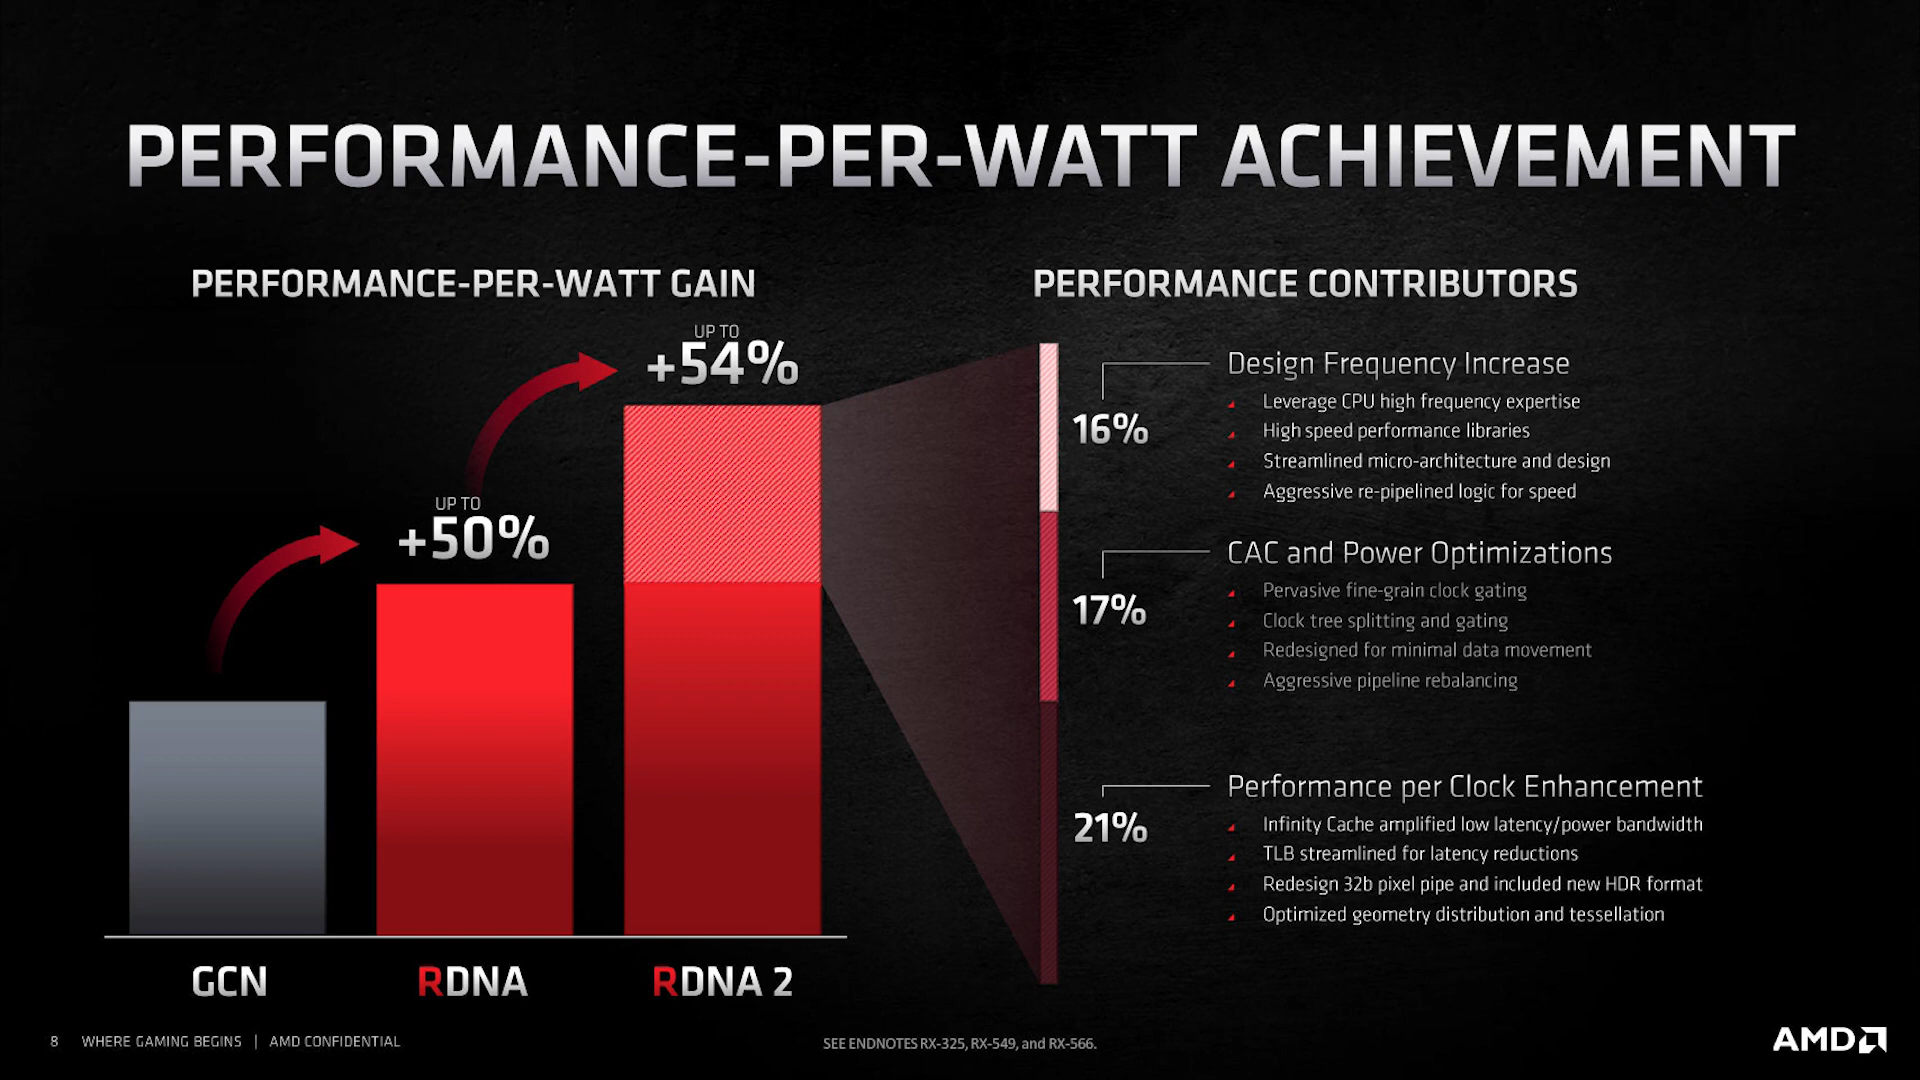 PERFORMANCE-PER-WATT ACHIEVEMENT
PERFORMANCE-PER-WATT GAIN
UP TO
+54%
UP TO
+50%
GCN
RDNA
RDNA 2
PERFORMANCE CONTRIBUTORS
16%
Design Frequency Increase
Leverage CPU high frequency expertise
High speed performance libraries
Streamlined micro-architecture and design
Aggressive re-pipelined logic for speed
17%
CAC and Power Optimizations
Pervasive fine-grain clock gating
Clock tree splitting and gating
Redesigned for minimal data movement
Aggressive pipeline rebalancing
21%
Performance per Clock Enhancement
Infinity Cache amplified low latency/power bandwidth
TLB streamlined for latency reductions
Redesign 32b pixel pipe and included new HDR format
Optimized geometry distribution and tessellation
8 WHERE GAMING BEGINS | AMD CONFIDENTIAL
SEE ENDNOTES RX-325, RX-549, and RX-566.
AMD